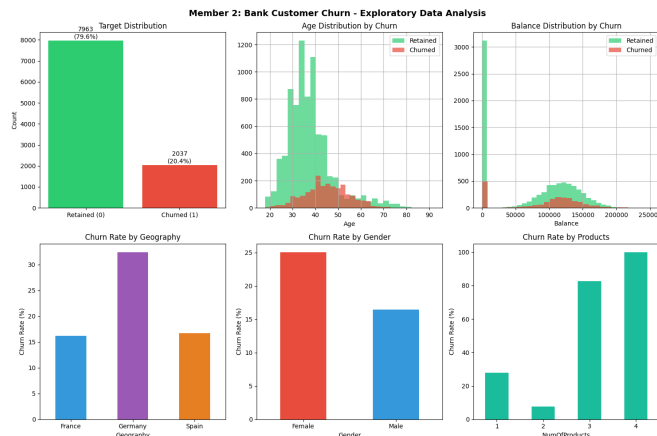 Member 2: Bank Customer Churn - Exploratory Data Analysis
Target Distribution
7963
(79.6%)
2037
(20.4%)
8000
7000
6000
5000
4000
3000
2000
1000
0
Count
Retained (0)
Churned (1)
Age Distribution by Churn
Retained
Churned
1200
1000
800
600
400
200
0
20
30
40
50
60
70
80
90
Age
Balance Distribution by Churn
Retained
Churned
3000
2500
2000
1500
1000
500
0
0
50000
100000
150000
200000
25000
Balance
Churn Rate by Geography
30
25
20
15
10
5
0
Churn Rate (%)
France
Germany
Spain
Geography
Churn Rate by Gender
25
20
15
10
5
0
Churn Rate (%)
Female
Male
Gender
Churn Rate by Products
100
80
60
40
20
0
Churn Rate (%)
1
2
3
4
NumOfProducts